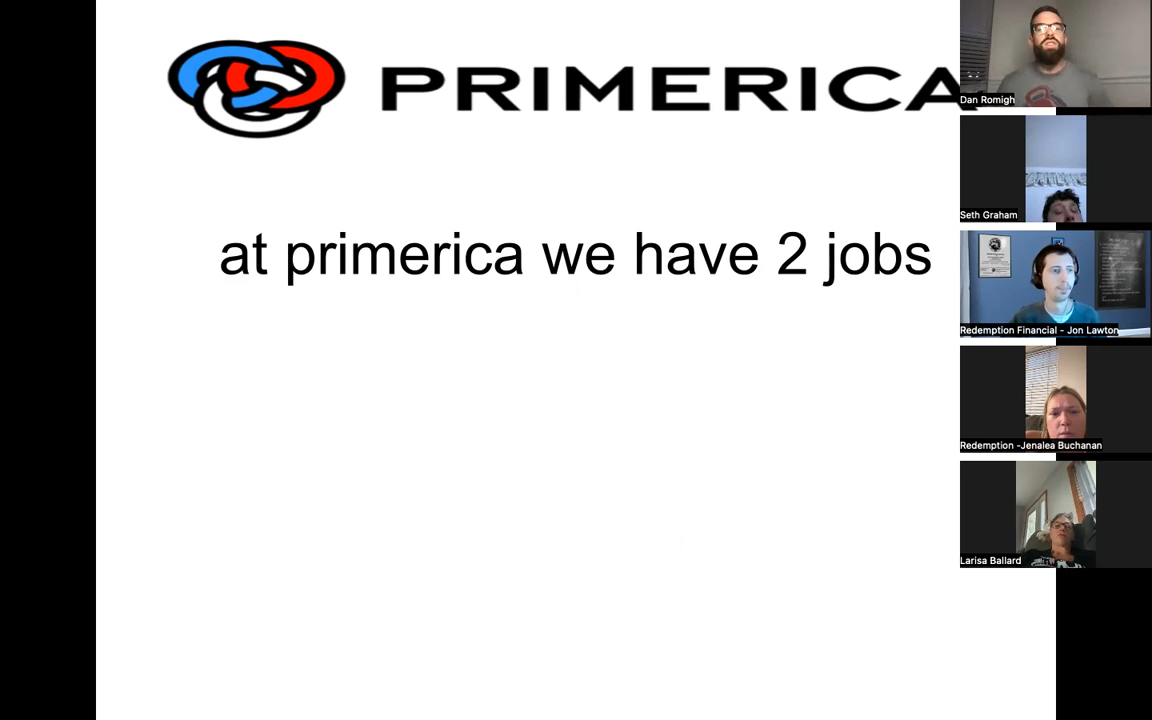 PRIMERICA
at primerica we have 2 jobs
Dan Romigh
Seth Graham
Redemption Financial - Jon Lawton
Redemption -Jenalea Buchanan
Larisa Ballard